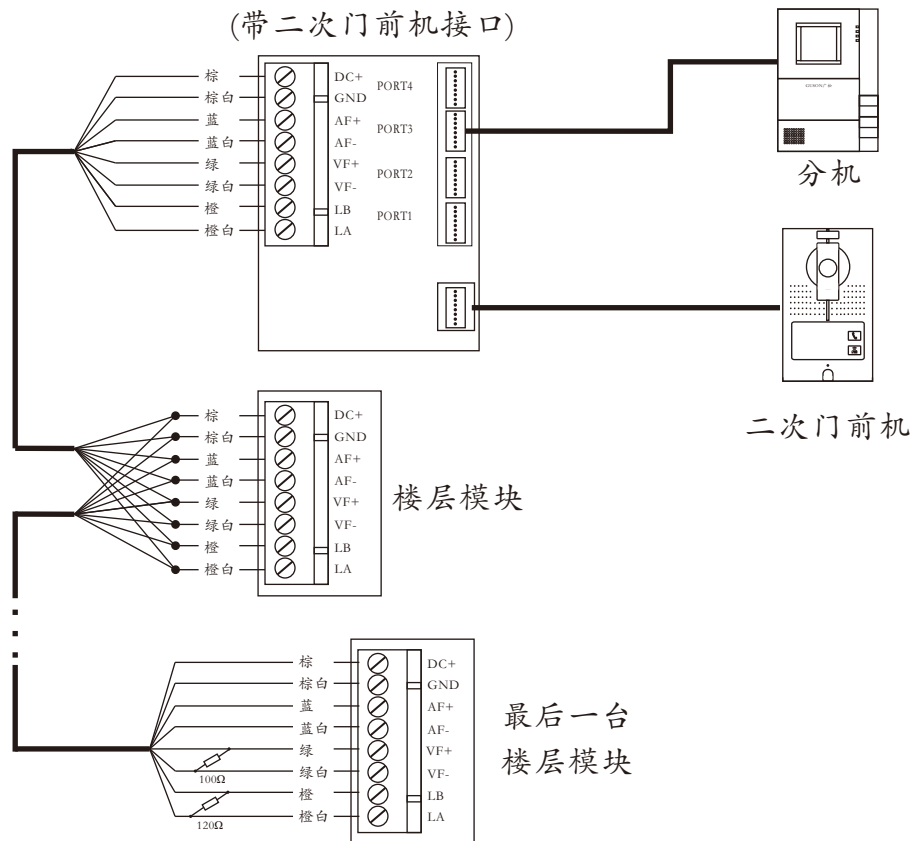 (带二次门前机接口)
棕 DC+ PORT4
棕白 GND
蓝 AF+ PORT3
蓝白 AF-
绿 VF+ PORT2
绿白 VF-
橙 LB PORT1
橙白 LA
分机
二次门前机
棕 DC+
棕白 GND
蓝 AF+
蓝白 AF-
绿 VF+
绿白 VF-
橙 LB
橙白 LA
楼层模块
棕 DC+
棕白 GND
蓝 AF+
蓝白 AF-
绿 VF+
100Ω 绿白 VF-
橙 LB
120Ω 橙白 LA
最后一台
楼层模块